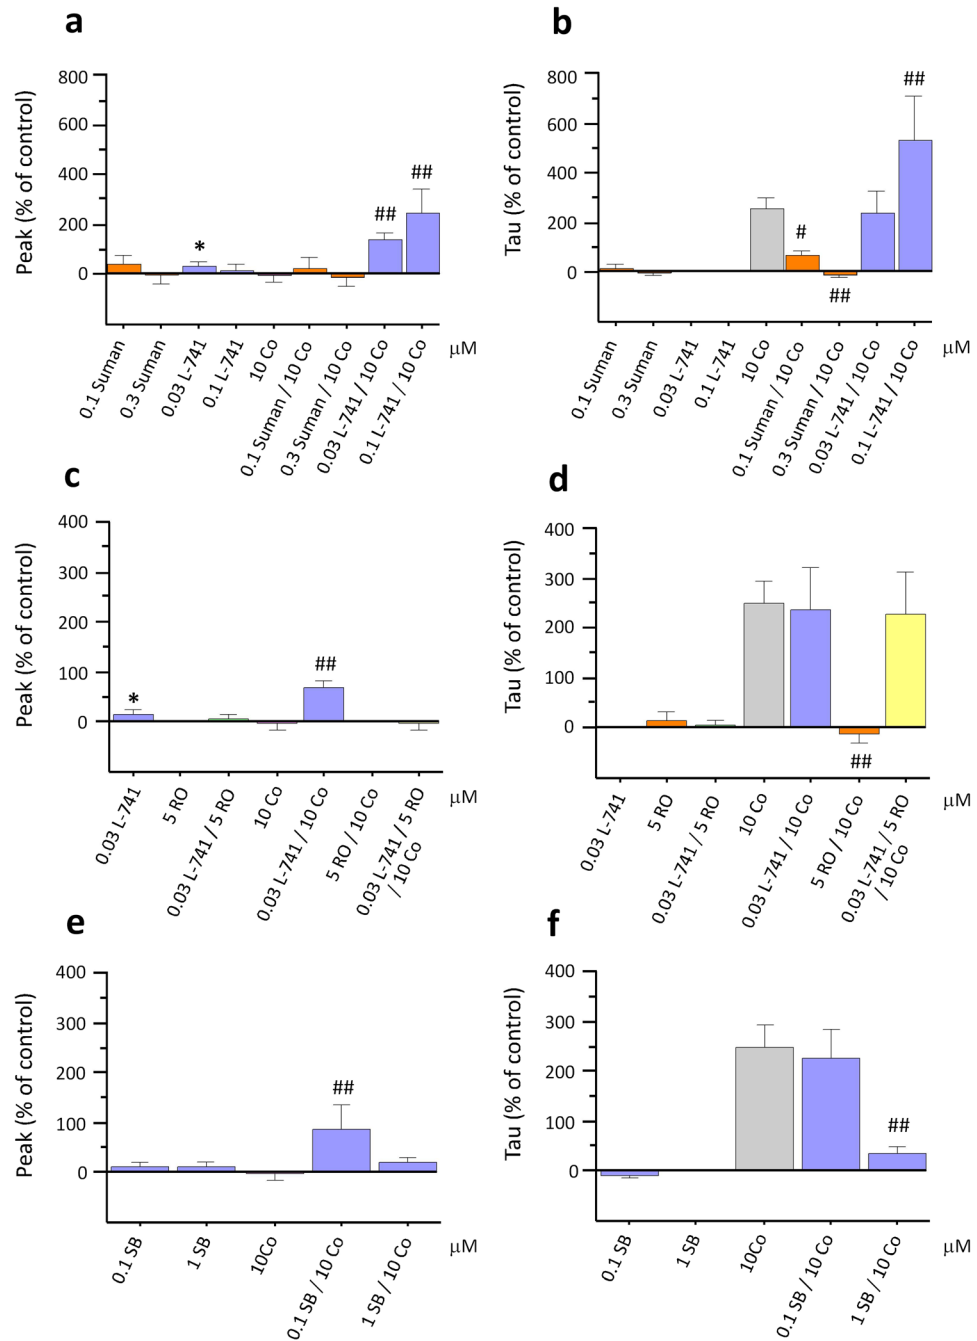 a
Peak (% of control)
800
600
400
200
0
*
##
##
0.1 Suman
0.3 Suman
0.03 L-741
0.1 L-741
10 Co
0.1 Suman / 10 Co
0.3 Suman / 10 Co
0.03 L-741 / 10 Co
0.1 L-741 / 10 Co
μM
b
Tau (% of control)
800
600
400
200
0
#
##
##
0.1 Suman
0.3 Suman
0.03 L-741
0.1 L-741
10 Co
0.1 Suman / 10 Co
0.3 Suman / 10 Co
0.03 L-741 / 10 Co
0.1 L-741 / 10 Co
μM
c
Peak (% of control)
400
300
200
100
0
*
##
0.03 L-741
5 RO
0.03 L-741 / 5 RO
10 Co
0.03 L-741 / 10 Co
5 RO / 10 Co
0.03 L-741 / 5 RO
/ 10 Co
μM
d
Tau (% of control)
400
300
200
100
0
##
0.03 L-741
5 RO
0.03 L-741 / 5 RO
10 Co
0.03 L-741 / 10 Co
5 RO / 10 Co
0.03 L-741 / 5 RO
/ 10 Co
μM
e
Peak (% of control)
400
300
200
100
0
##
0.1 SB
1 SB
10Co
0.1 SB / 10 Co
1 SB / 10 Co
μM
f
Tau (% of control)
400
300
200
100
0
##
0.1 SB
1 SB
10Co
0.1 SB / 10 Co
1 SB / 10 Co
μM